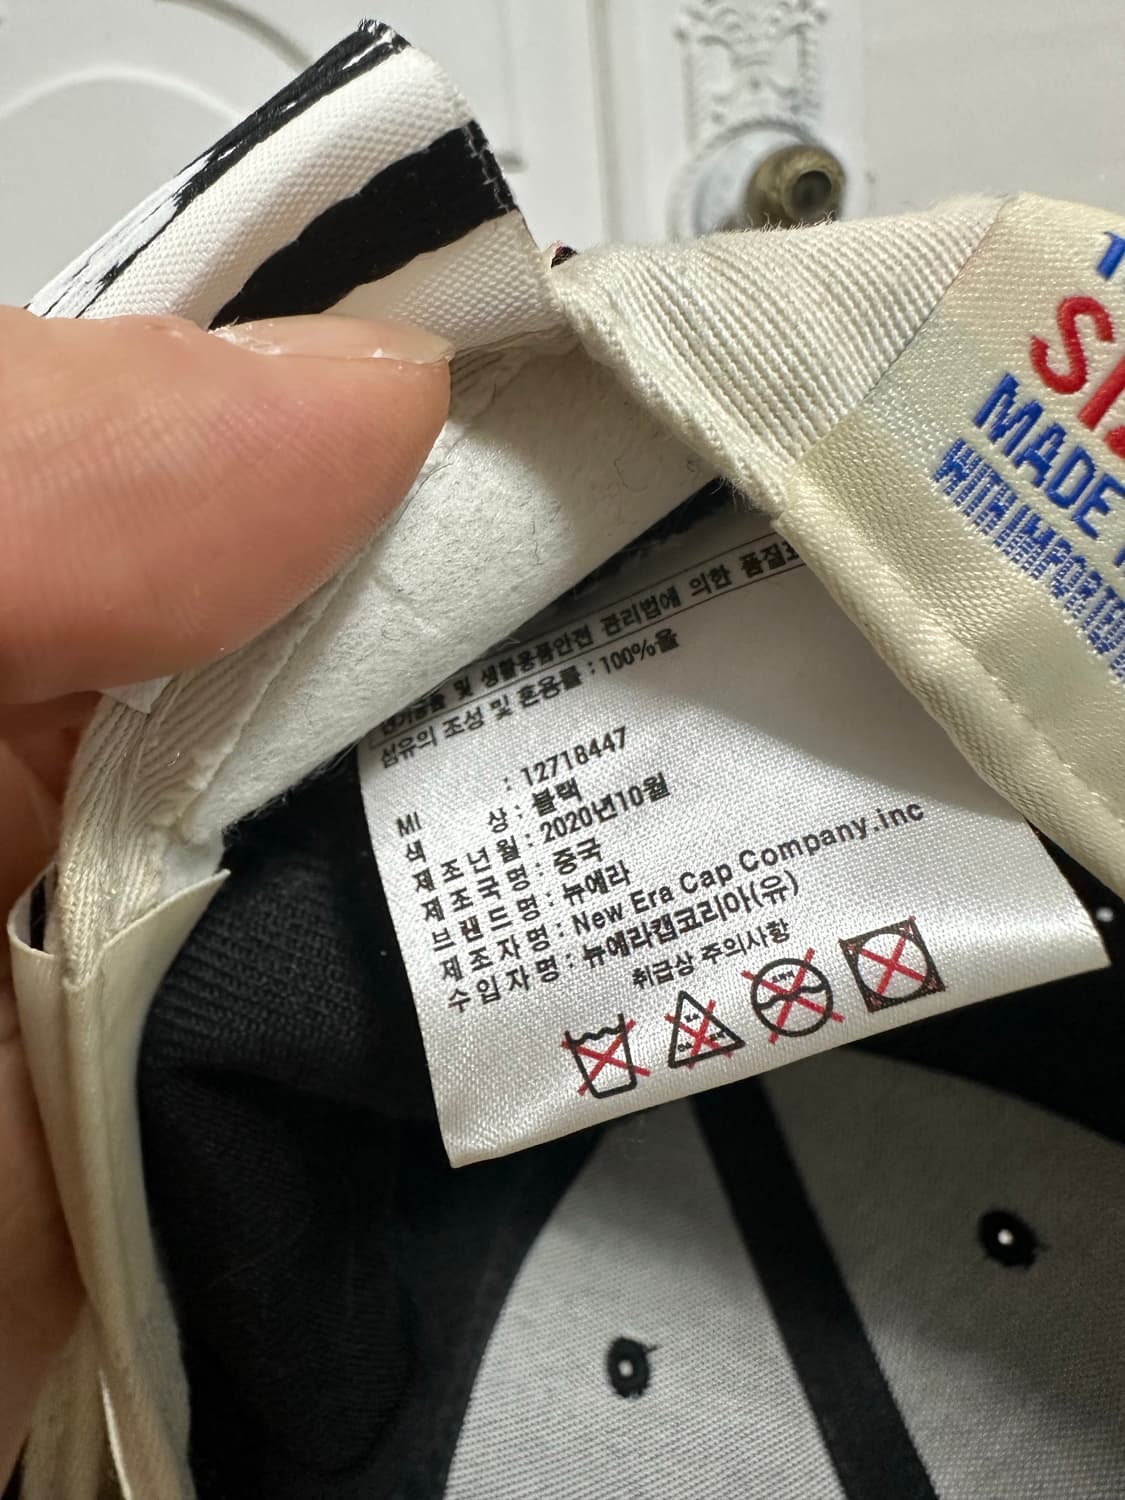 전기용품 및 생활용품안전 관리법에 의한 품질표
섬유의 조성 및 혼용률 : 100%울
MI : 12718447
색 상 : 블랙
제조년월 : 2020년10월
제조국명 : 중국
브랜드명 : 뉴에라
제조자명 : New Era Cap Company.inc
수입자명 : 뉴에라캡코리아(유)
취급상 주의사항
MADE
WITH